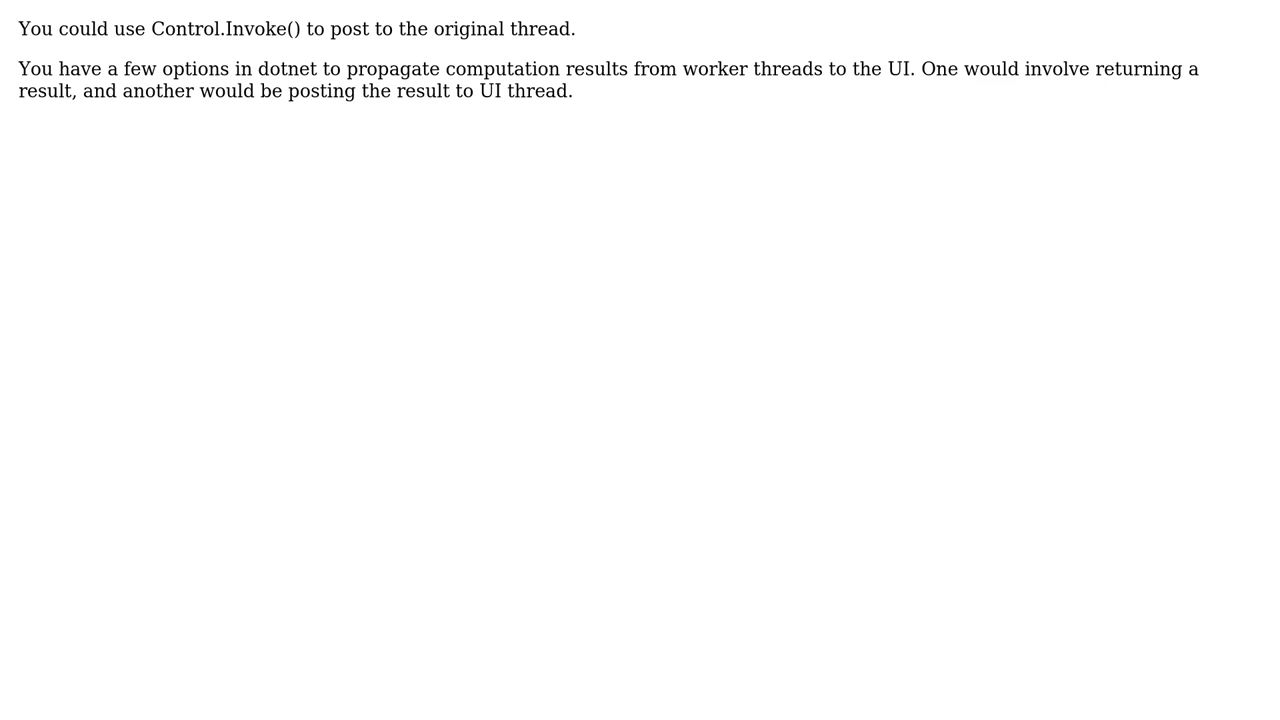 You could use Control.Invoke() to post to the original thread.
You have a few options in dotnet to propagate computation results from worker threads to the UI. One would involve returning a
result, and another would be posting the result to UI thread.